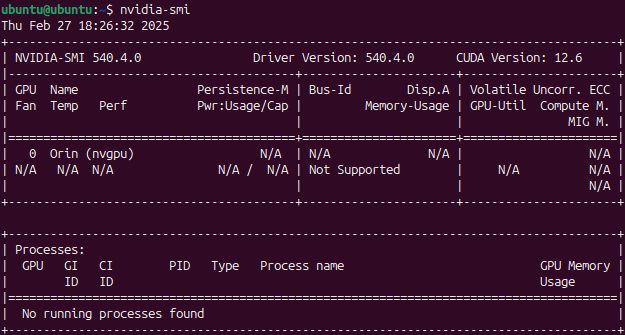 ubuntu@ubuntu:~$ nvidia-smi
Thu Feb 27 18:26:32 2025
+---------------------------------------------------------------------------------------+
| NVIDIA-SMI 540.4.0                Driver Version: 540.4.0      CUDA Version: 12.6     |
|-----------------------------------------+----------------------+----------------------+
| GPU  Name                 Persistence-M | Bus-Id        Disp.A | Volatile Uncorr. ECC |
| Fan  Temp   Perf          Pwr:Usage/Cap |         Memory-Usage | GPU-Util  Compute M. |
|                                         |                      |               MIG M. |
|=========================================+======================+======================|
|   0  Orin (nvgpu)                  N/A  | N/A              N/A |                  N/A |
| N/A   N/A  N/A               N/A /  N/A | Not Supported        |     N/A          N/A |
|                                         |                      |                  N/A |
+-----------------------------------------+----------------------+----------------------+

+---------------------------------------------------------------------------------------+
| Processes:                                                                            |
|  GPU   GI   CI        PID   Type   Process name                            GPU Memory |
|        ID   ID                                                             Usage      |
|=======================================================================================|
|  No running processes found                                                           |
+---------------------------------------------------------------------------------------+